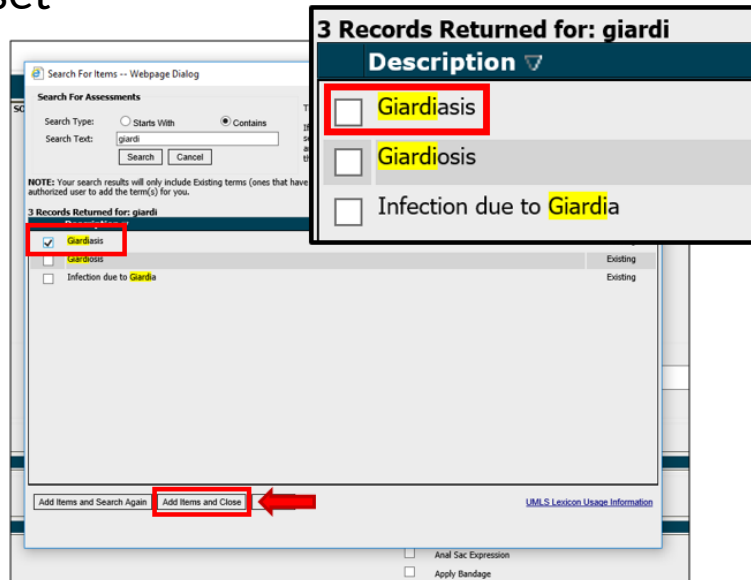 set
3 Records Returned for: giardi
Description ▽
Giardiasis
Giardiosis
Infection due to Giardia
Search For Items -- Webpage Dialog
Search For Assessments
Search Type: Starts With Contains
Search Text: giardi
Search Cancel
NOTE: Your search results will only include Existing terms (ones that have
authorized user to add the term(s) for you.
3 Records Returned for: giardi
Giardiasis
Giardiosis Existing
Infection due to Giardia Existing
Add Items and Search Again Add Items and Close UMLS Lexicon Usage Information
Anal Sac Expression
Apply Bandage